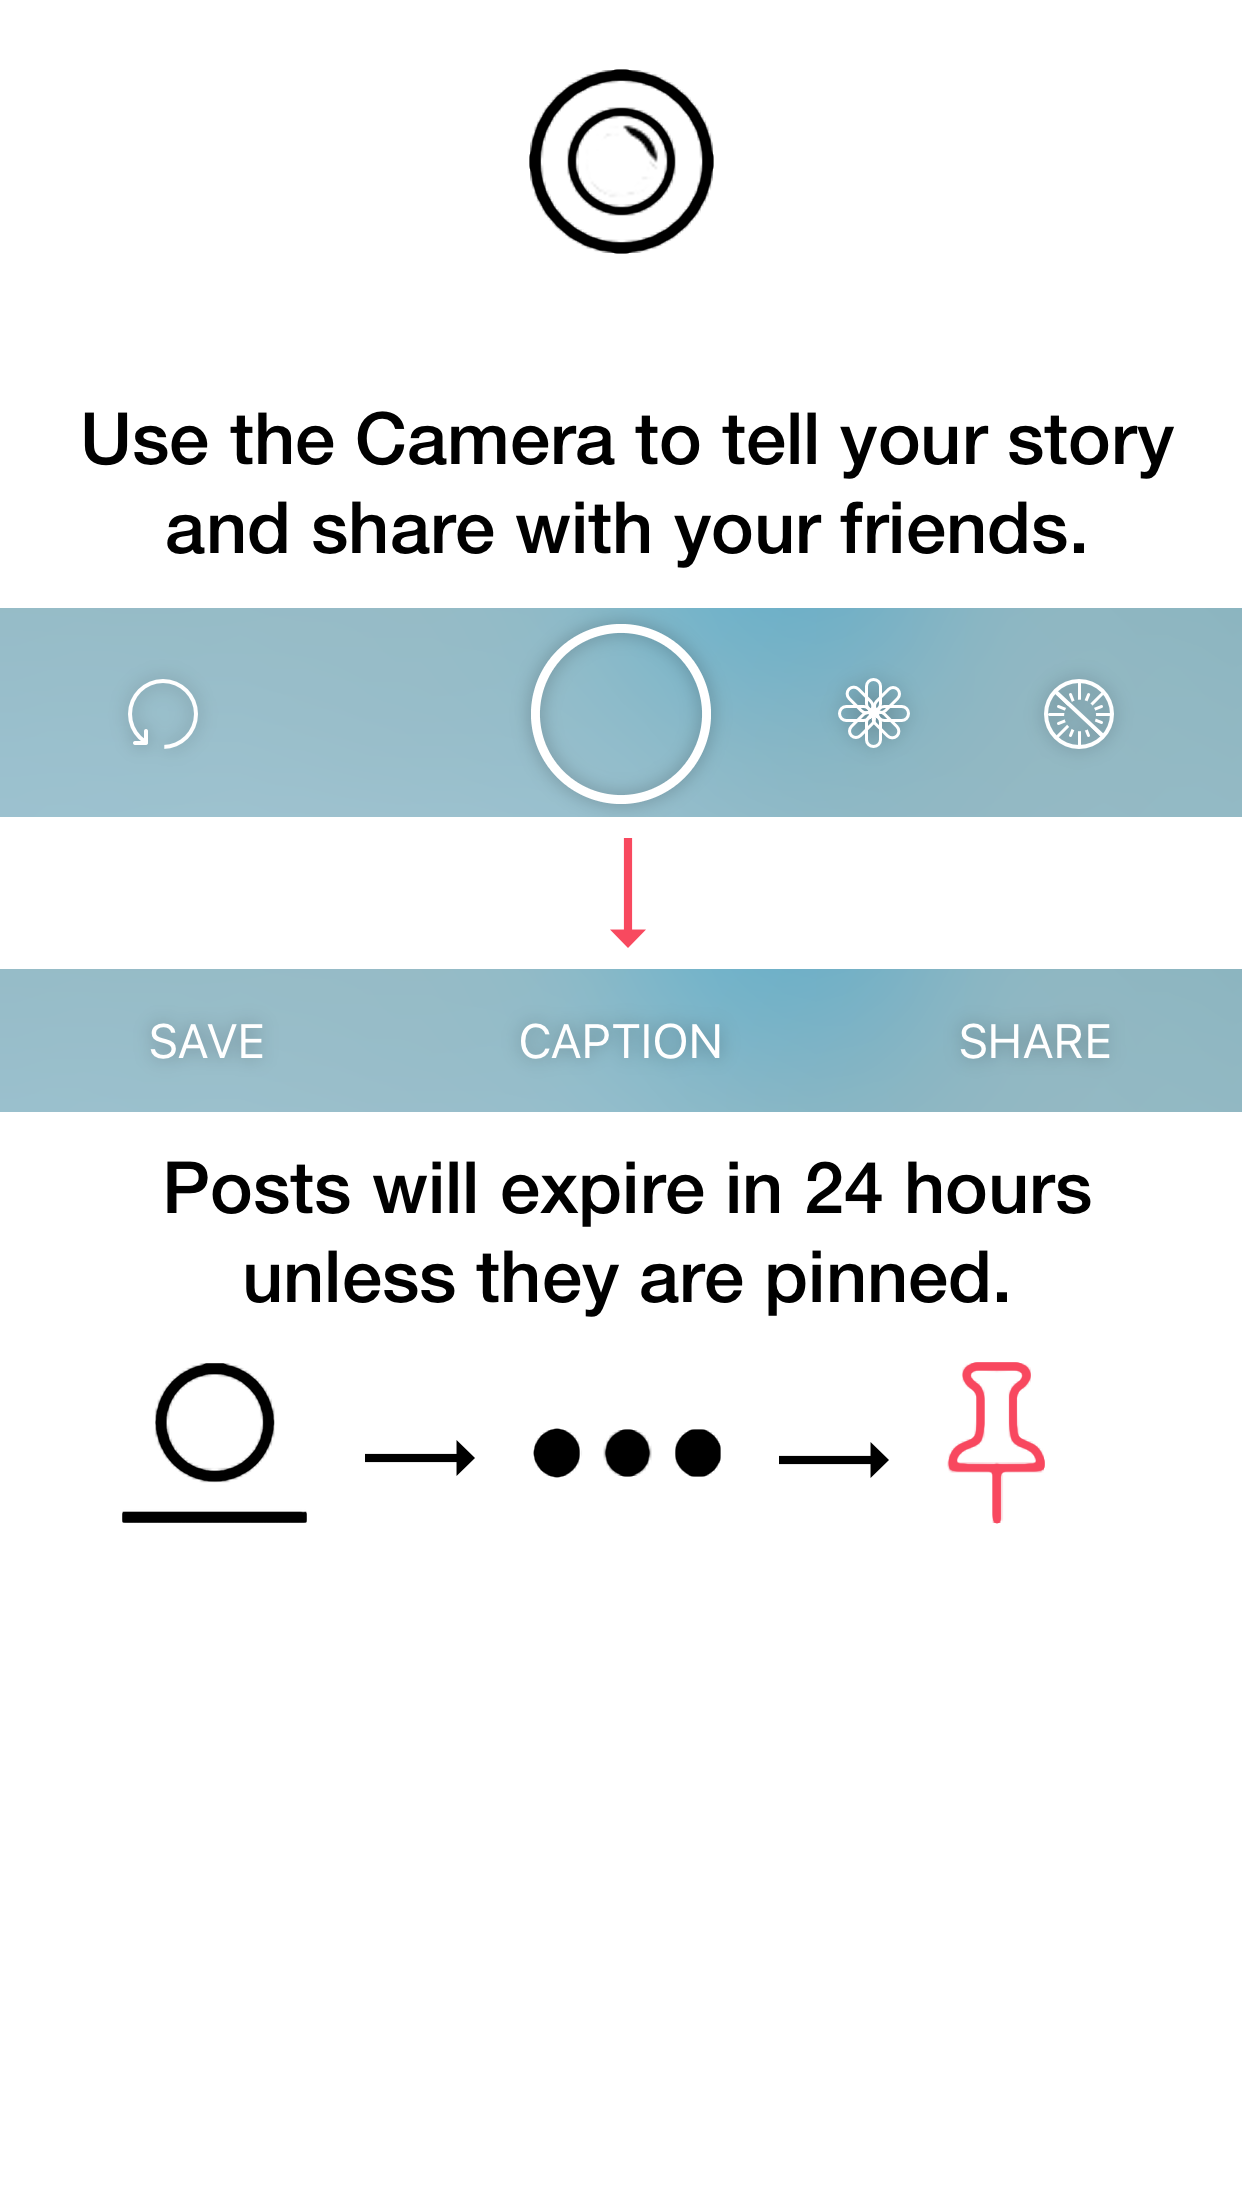 Use the Camera to tell your story
and share with your friends.
SAVE CAPTION SHARE
Posts will expire in 24 hours
unless they are pinned.